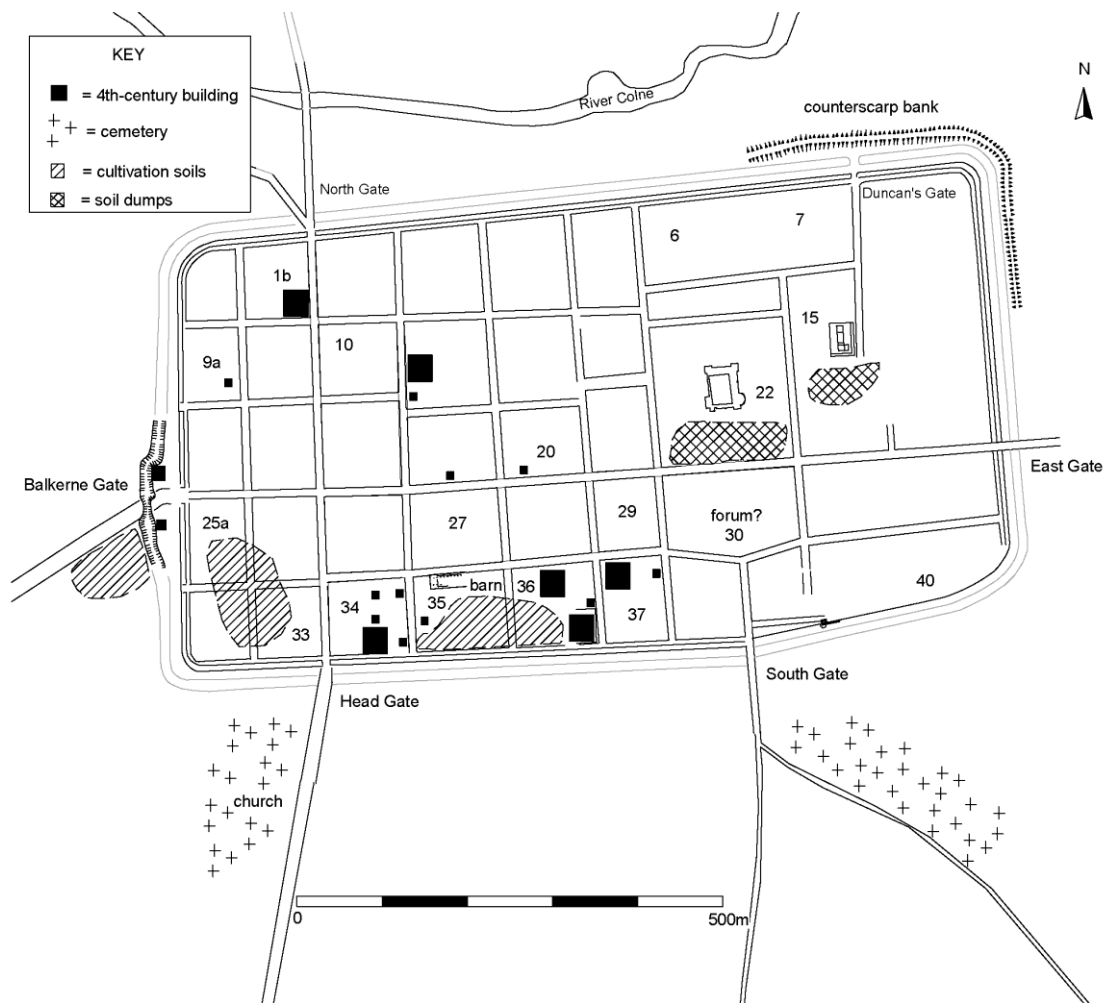 KEY
= 4th-century building
= cemetery
= cultivation soils
= soil dumps
River Colne
counterscarp bank
N
North Gate
Duncan's Gate
6
7
1b
15
10
9a
22
20
Balkerne Gate
East Gate
25a
27
29
forum?
30
barn
36
40
34
35
37
33
South Gate
Head Gate
church
0
500m